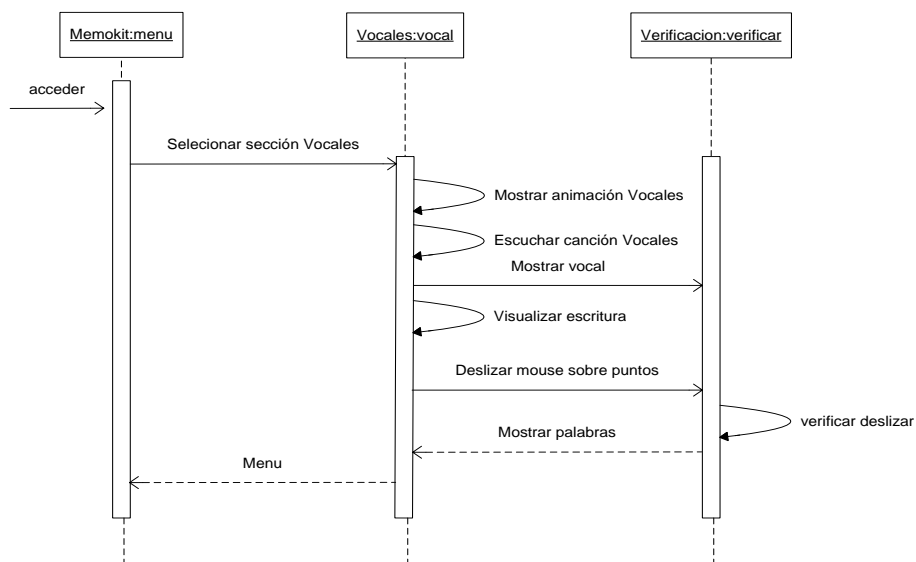 Memokit:menu
Vocales:vocal
Verificacion:verificar
acceder
Selecionar sección Vocales
Mostrar animación Vocales
Escuchar canción Vocales
Mostrar vocal
Visualizar escritura
Deslizar mouse sobre puntos
verificar deslizar
Mostrar palabras
Menu